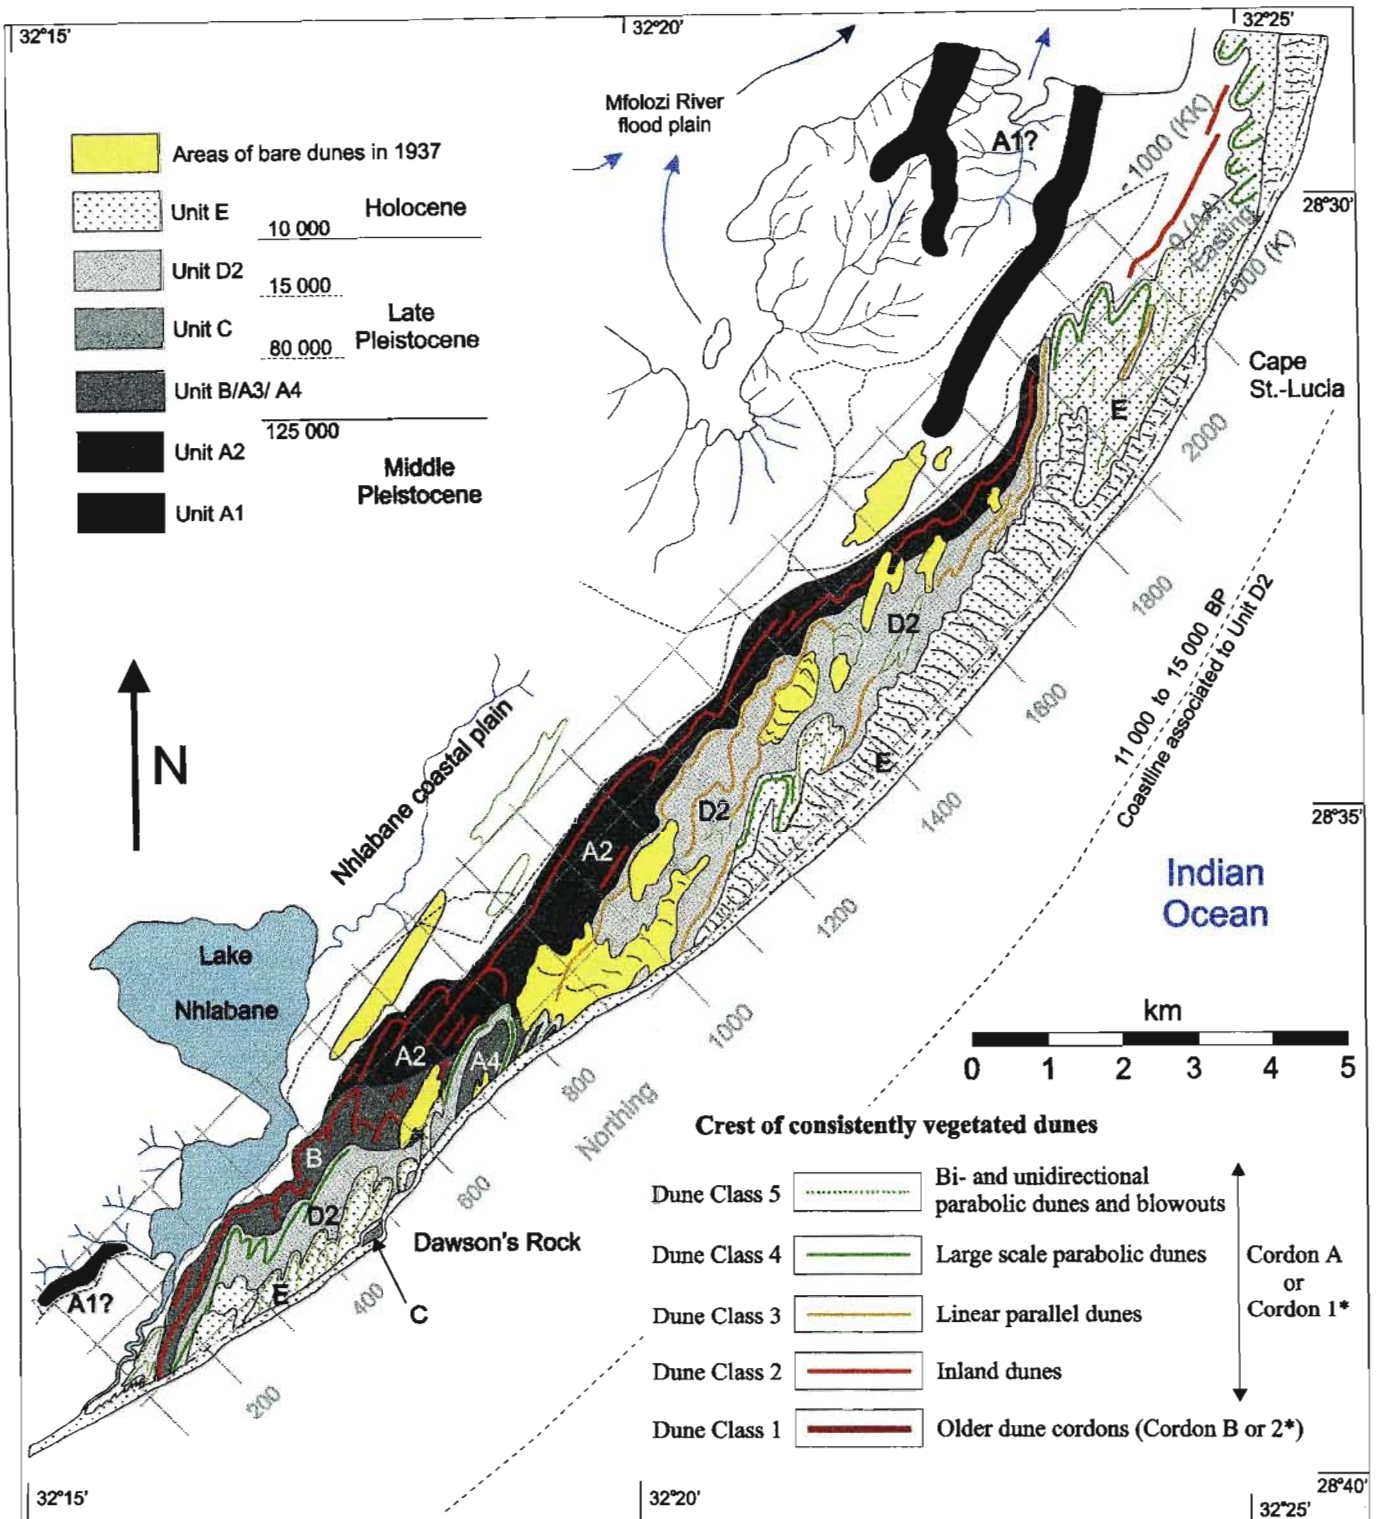 32°15'
32°20'
32°25'
Mfolozi River
flood plain
A1?
1000 (KK)
Areas of bare dunes in 1937
Unit E
10 000
Holocene
Unit D2
15 000
Late
Pleistocene
Unit C
80 000
Unit B/A3/ A4
125 000
Unit A2
Middle
Pleistocene
Unit A1
28°30'
0 (AA)
Easting
1000 (K)
Cape
St.-Lucia
E
2000
1800
D2
11 000 to 15 000 BP
Coastline associated to Unit D2
1600
N
Nhlabane coastal plain
E
D2
1400
28°35'
A2
Indian
Ocean
1200
Lake
Nhlabane
1000
km
0 1 2 3 4 5
A2
A4
800
Northing
B
600
D2
Dawson's Rock
E
400
C
A1?
200
Crest of consistently vegetated dunes
Dune Class 5
Bi- and unidirectional
parabolic dunes and blowouts
Dune Class 4
Large scale parabolic dunes
Cordon A
or
Cordon 1*
Dune Class 3
Linear parallel dunes
Dune Class 2
Inland dunes
Dune Class 1
Older dune cordons (Cordon B or 2*)
28°40'
32°15'
32°20'
32°25'